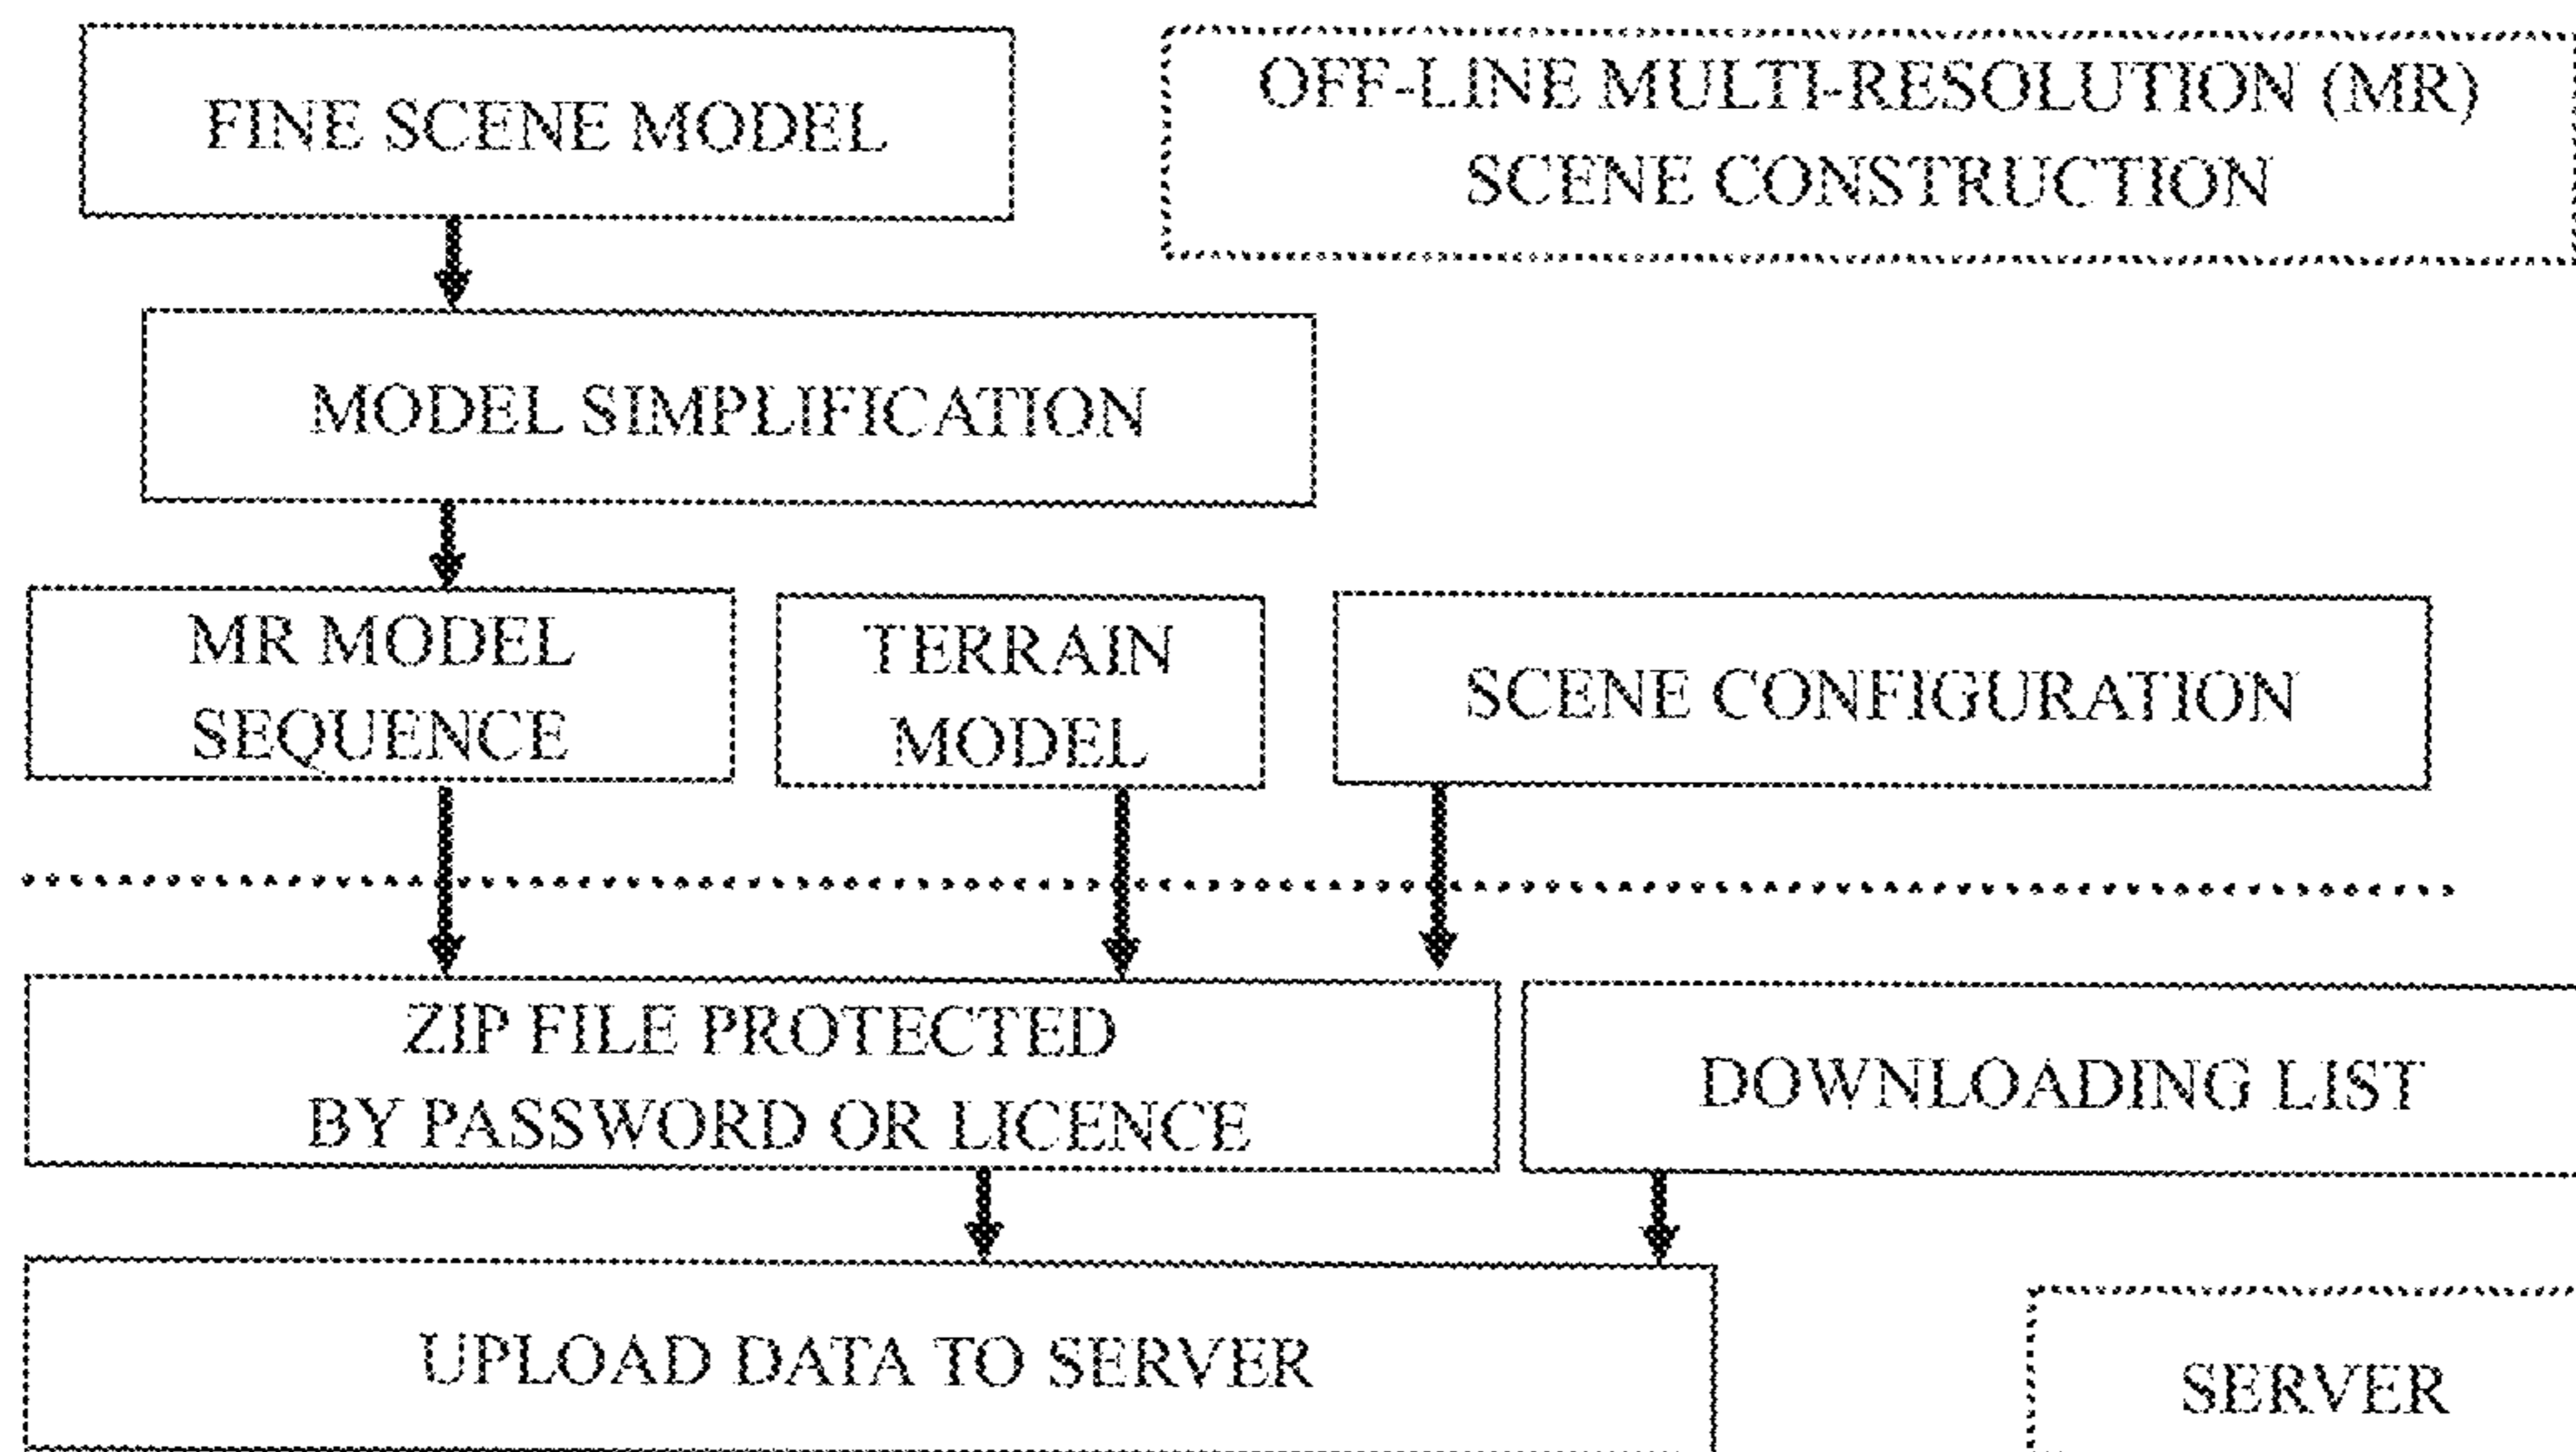 FINE SCENE MODEL
OFF-LINE MULTI-RESOLUTION (MR)
SCENE CONSTRUCTION
MODEL SIMPLIFICATION
MR MODEL
SEQUENCE
TERRAIN
MODEL
SCENE CONFIGURATION
ZIP FILE PROTECTED
BY PASSWORD OR LICENCE
DOWNLOADING LIST
UPLOAD DATA TO SERVER
SERVER